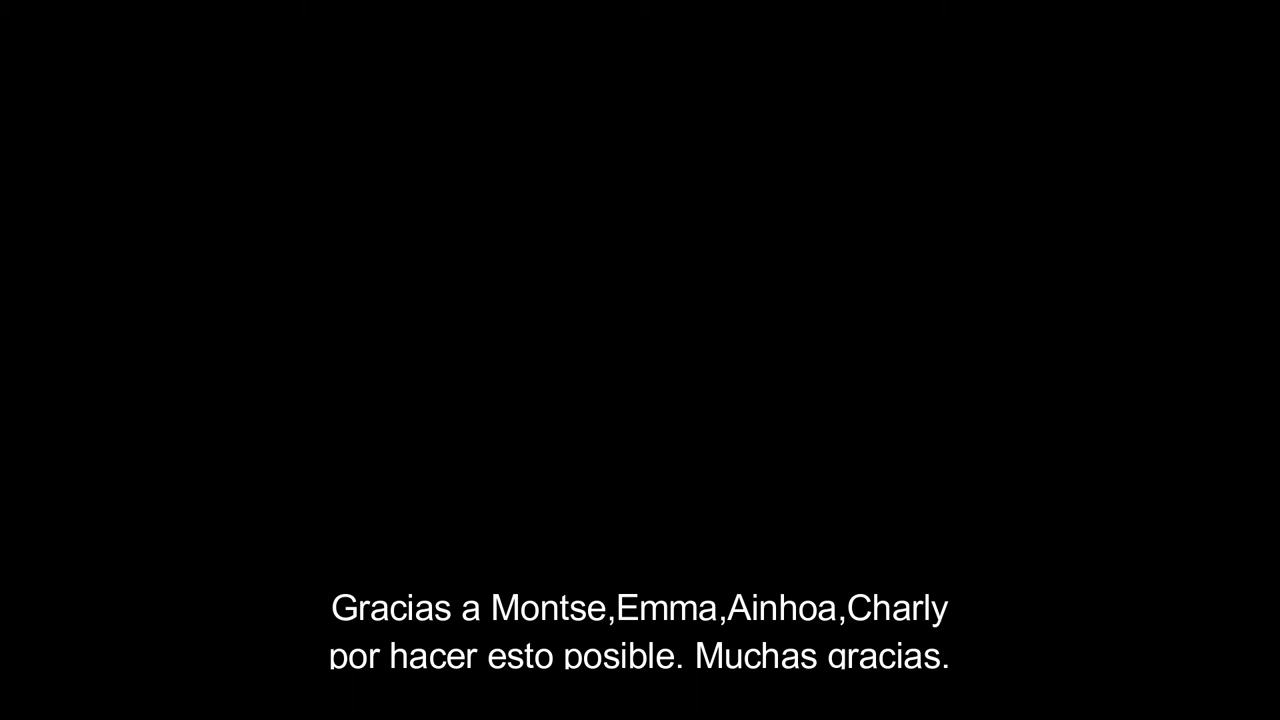 Gracias a Montse,Emma,Ainhoa,Charly
por hacer esto posible. Muchas gracias.